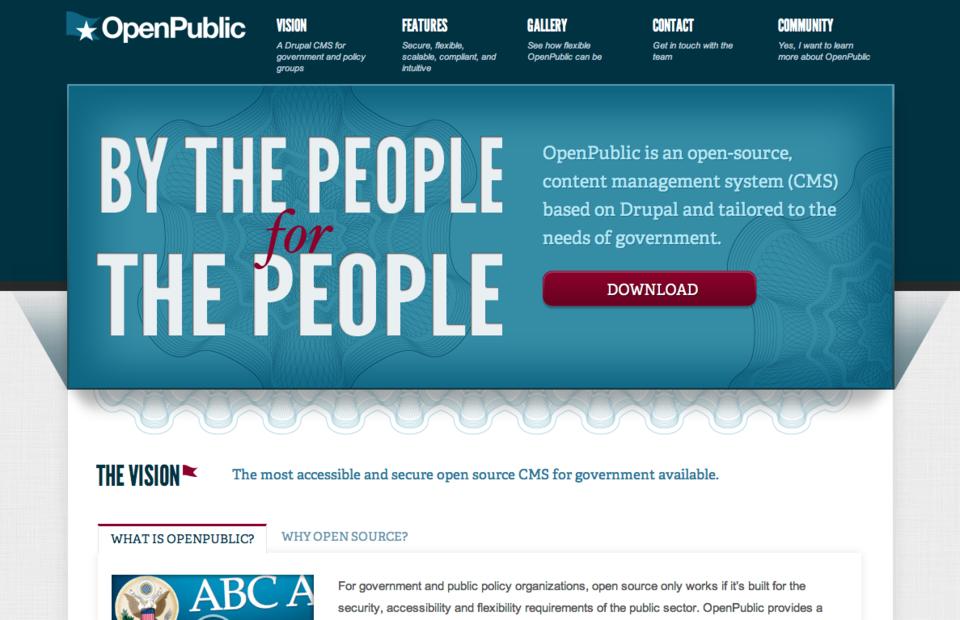 OpenPublic
VISION
A Drupal CMS for
government and policy
groups
FEATURES
Secure, flexible,
scalable, compliant, and
intuitive
GALLERY
See how flexible
OpenPublic can be
CONTACT
Get in touch with the
team
COMMUNITY
Yes, I want to learn
more about OpenPublic
BY THE PEOPLE
for
THE PEOPLE
OpenPublic is an open-source,
content management system (CMS)
based on Drupal and tailored to the
needs of government.
DOWNLOAD
THE VISION
The most accessible and secure open source CMS for government available.
WHAT IS OPENPUBLIC?
WHY OPEN SOURCE?
ABC A
For government and public policy organizations, open source only works if it's built for the
security, accessibility and flexibility requirements of the public sector. OpenPublic provides a